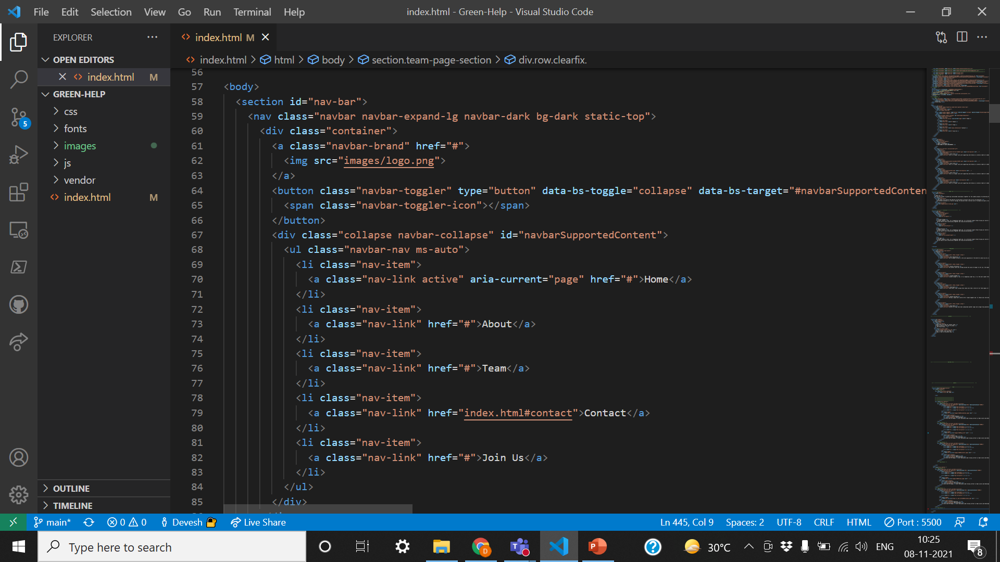 File Edit Selection View Go Run Terminal Help
index.html - Green-Help - Visual Studio Code
EXPLORER
index.html M
OPEN EDITORS
index.html M
GREEN-HELP
css
fonts
images
js
vendor
index.html M
OUTLINE
TIMELINE
index.html > html > body > section.team-page-section > div.row.clearfix.
56
57 <body>
58 <section id="nav-bar">
59 <nav class="navbar navbar-expand-lg navbar-dark bg-dark static-top">
60 <div class="container">
61 <a class="navbar-brand" href="#">
62 <img src="images/logo.png">
63 </a>
64 <button class="navbar-toggler" type="button" data-bs-toggle="collapse" data-bs-target="#navbarSupportedConten
65 <span class="navbar-toggler-icon"></span>
66 </button>
67 <div class="collapse navbar-collapse" id="navbarSupportedContent">
68 <ul class="navbar-nav ms-auto">
69 <li class="nav-item">
70 <a class="nav-link active" aria-current="page" href="#">Home</a>
71 </li>
72 <li class="nav-item">
73 <a class="nav-link" href="#">About</a>
74 </li>
75 <li class="nav-item">
76 <a class="nav-link" href="#">Team</a>
77 </li>
78 <li class="nav-item">
79 <a class="nav-link" href="index.html#contact">Contact</a>
80 </li>
81 <li class="nav-item">
82 <a class="nav-link" href="#">Join Us</a>
83 </li>
84 </ul>
85 </div>
5
main* 0 0 Devesh Live Share
Ln 445, Col 9 Spaces: 2 UTF-8 CRLF HTML Port : 5500
Type here to search
30°C
ENG
10:25
08-11-2021
8